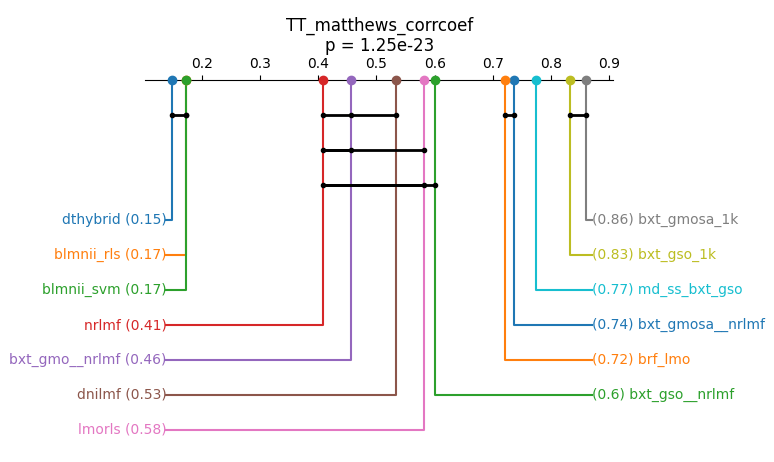 TT_matthews_corrcoef
p = 1.25e-23
0.2 0.3 0.4 0.5 0.6 0.7 0.8 0.9
dthybrid (0.15) (0.86) bxt_gmosa_1k
blmnii_rls (0.17) (0.83) bxt_gso_1k
blmnii_svm (0.17) (0.77) md_ss_bxt_gso
nrlmf (0.41) (0.74) bxt_gmosa__nrlmf
bxt_gmo__nrlmf (0.46) (0.72) brf_lmo
dnilmf (0.53) (0.6) bxt_gso__nrlmf
lmorls (0.58)